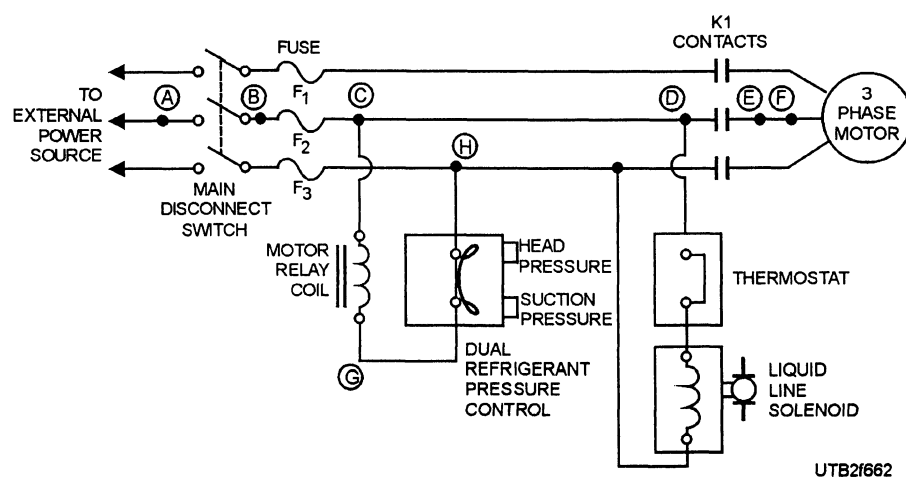 K1
CONTACTS
FUSE
F1
A
B
C
D
E
F
3
PHASE
MOTOR
TO
EXTERNAL
POWER
SOURCE
F2
H
F3
MAIN
DISCONNECT
SWITCH
MOTOR
RELAY
COIL
HEAD
PRESSURE
SUCTION
PRESSURE
THERMOSTAT
G
DUAL
REFRIGERANT
PRESSURE
CONTROL
LIQUID
LINE
SOLENOID
UTB2f662